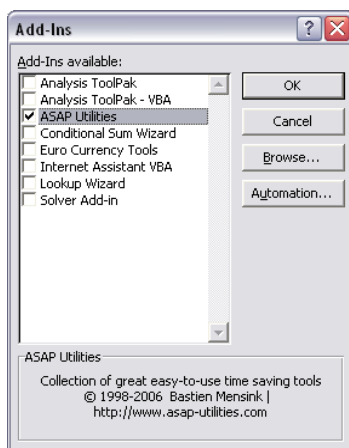 Add-Ins
Add-Ins available:
Analysis ToolPak
Analysis ToolPak - VBA
ASAP Utilities
Conditional Sum Wizard
Euro Currency Tools
Internet Assistant VBA
Lookup Wizard
Solver Add-in
OK
Cancel
Browse...
Automation...
ASAP Utilities
Collection of great easy-to-use time saving tools
© 1998-2006 Bastien Mensink |
http://www.asap-utilities.com